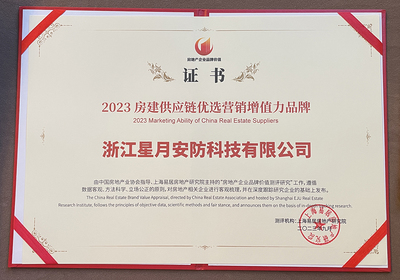 房地产企业品牌价值
证书
2023 房建供应链优选营销增值力品牌
2023 Marketing Ability of China Real Estate Suppliers
浙江星月安防科技有限公司
由中国房地产业协会指导，上海易居房地产研究院主持的“房地产企业品牌价值测评研究”工作，遵循
数据客观、方法科学、立场公正的原则，对房地产相关企业进行客观梳理，并在深度跟踪研究企业的基础上发布。
The China Real Estate Brand Value Appraisal, directed by China Real Estate Association and hosted by Shanghai EJU Real Estate
Research Institute, follows the principles of objective data, scientific methods and fair stance, and announces them on the basis of in-depth research.
测评机构：上海易居房地产研究院
二〇二三年九月